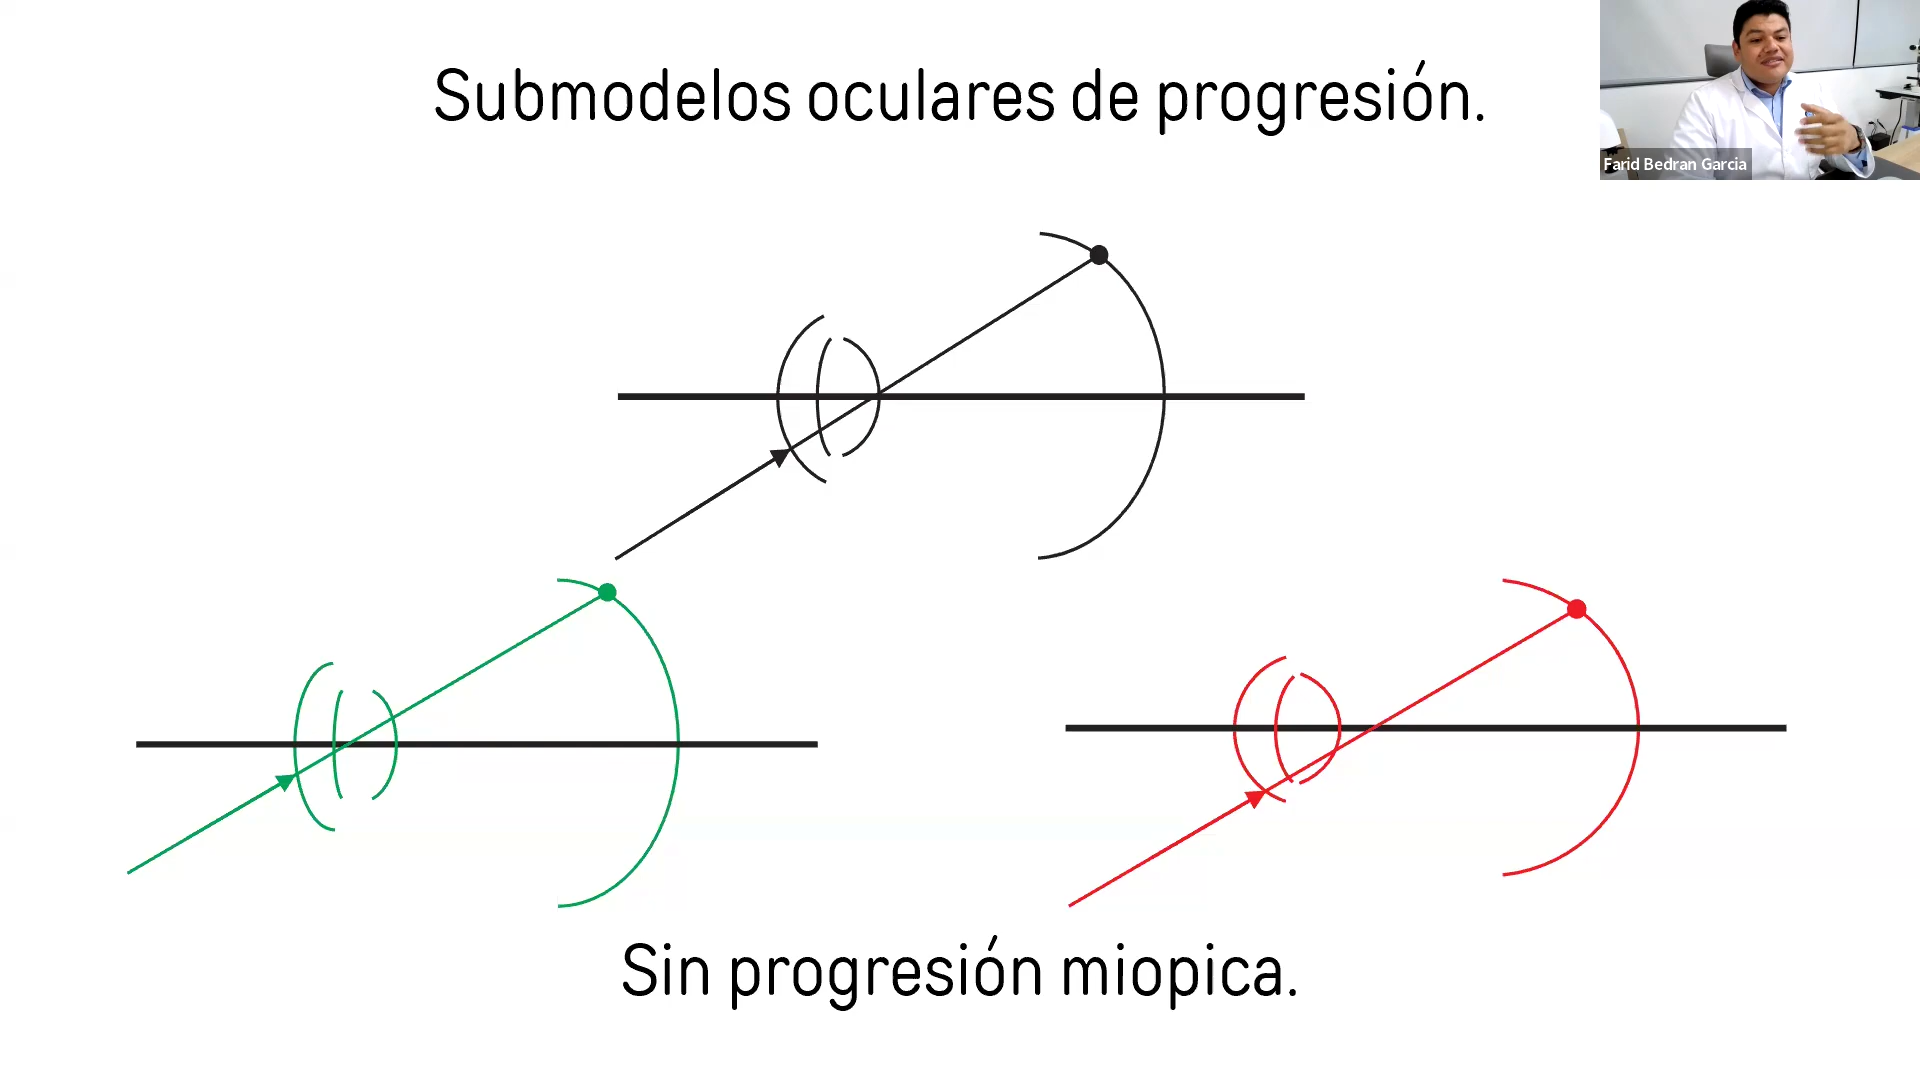 Submodelos oculares de progresión.
Farid Bedran Garcia
Sin progresión miopica.